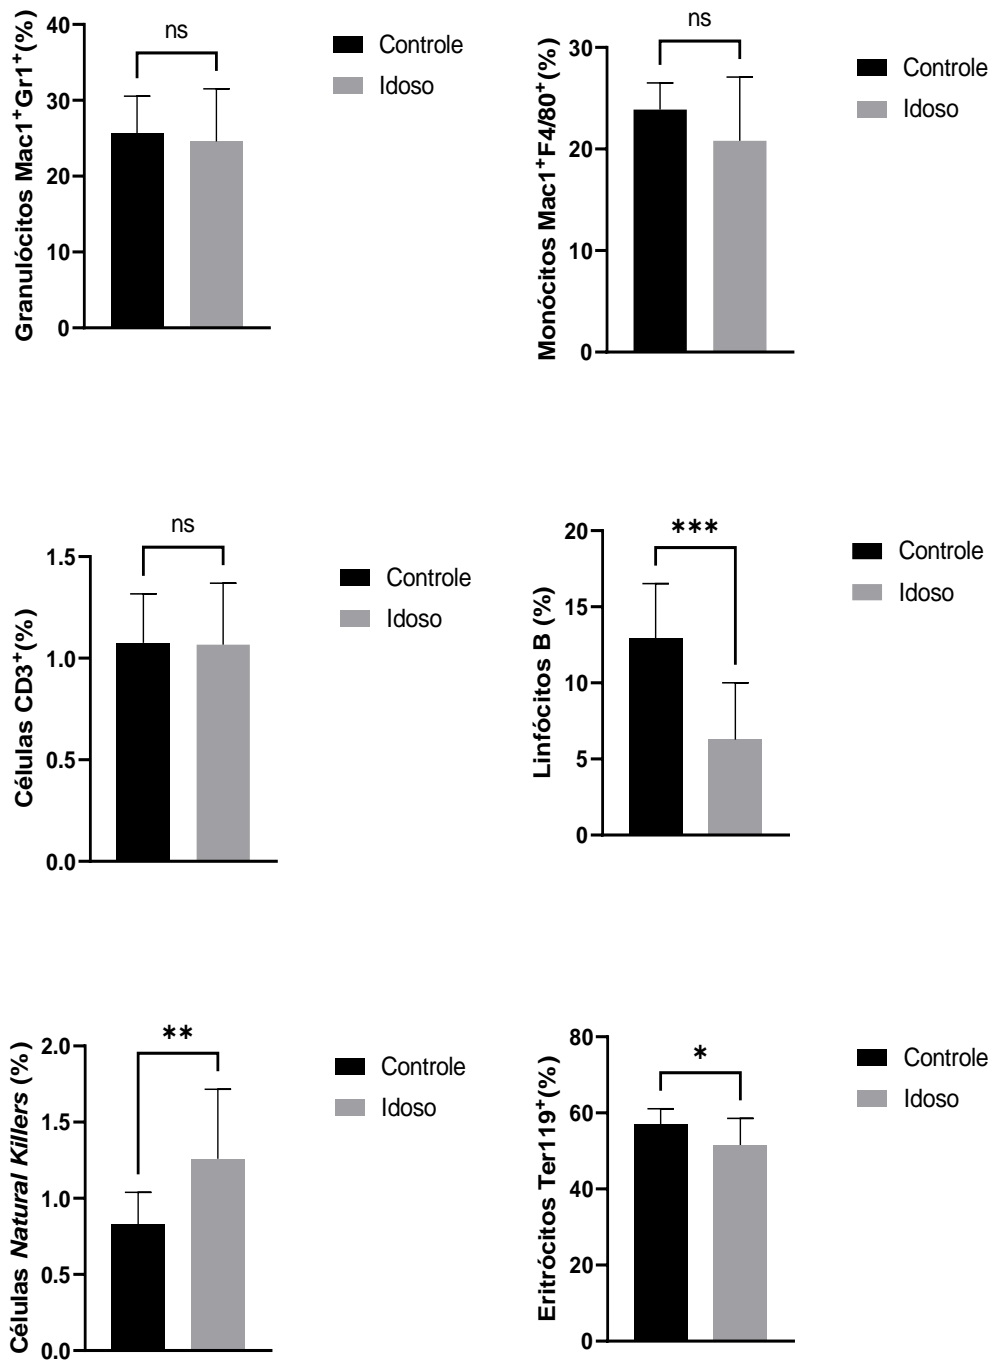 ns
Granulócitos Mac1+Gr1+(%)
40
30
20
10
0
Controle
Idoso
ns
Monócitos Mac1+F4/80+(%)
30
20
10
0
Controle
Idoso
ns
Células CD3+(%)
1.5
1.0
0.5
0.0
Controle
Idoso
***
Linfócitos B (%)
20
15
10
5
0
Controle
Idoso
**
Células Natural Killers (%)
2.0
1.5
1.0
0.5
0.0
Controle
Idoso
*
Eritrócitos Ter119+(%)
80
60
40
20
0
Controle
Idoso